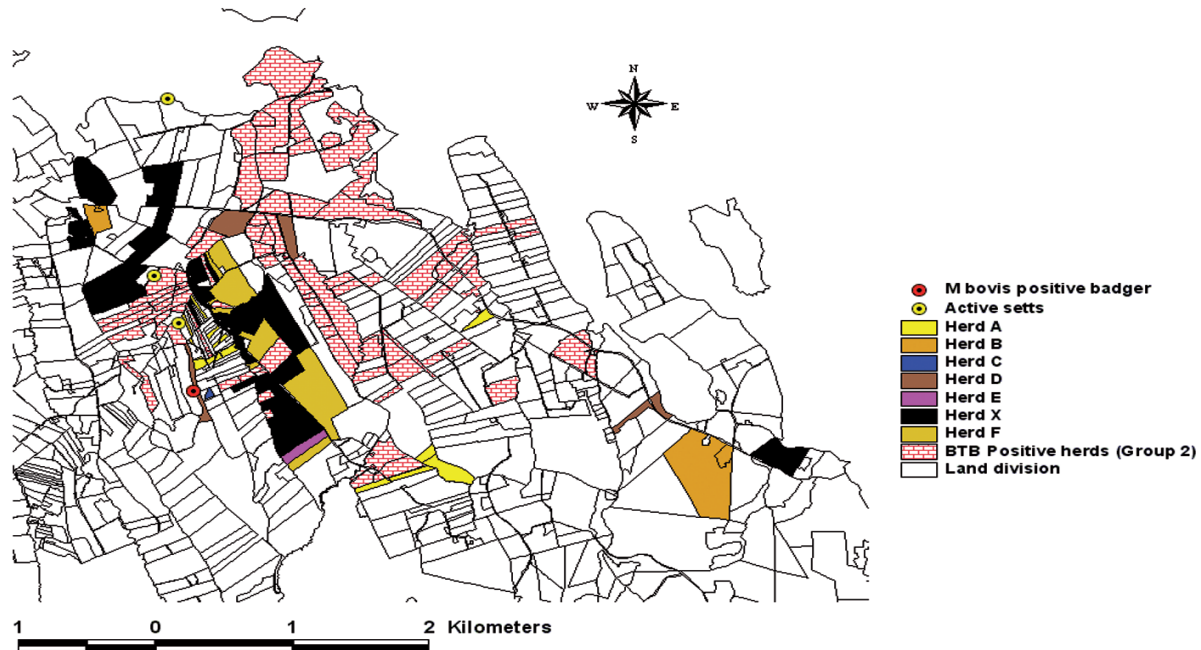 N
W E
S
M bovis positive badger
Active setts
Herd A
Herd B
Herd C
Herd D
Herd E
Herd X
Herd F
BTB Positive herds (Group 2)
Land division
1 0 1 2 Kilometers